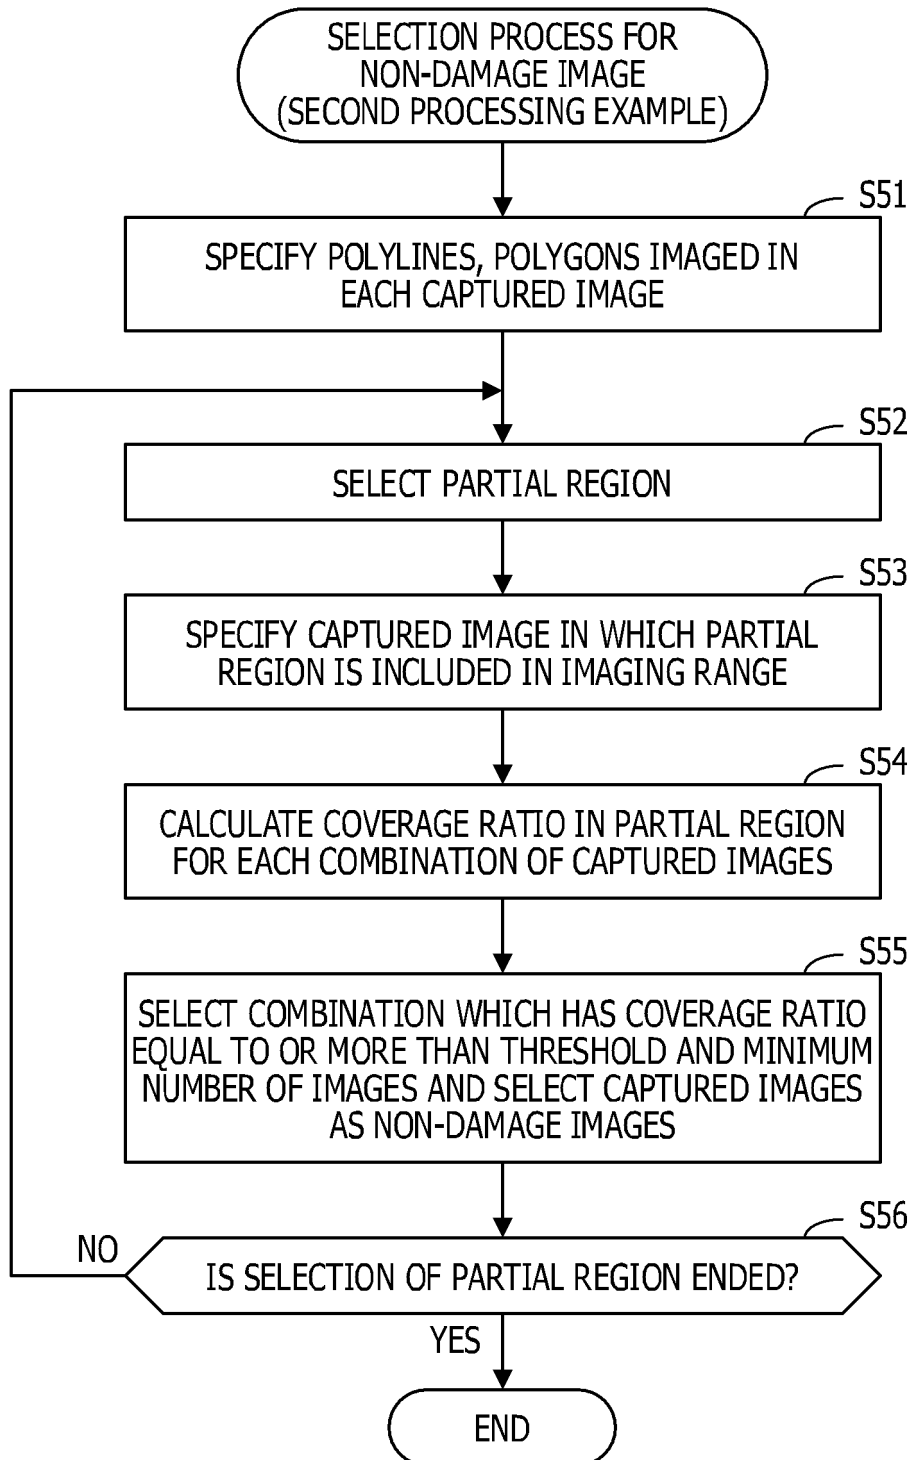 SELECTION PROCESS FOR
NON-DAMAGE IMAGE
(SECOND PROCESSING EXAMPLE)
S51
SPECIFY POLYLINES, POLYGONS IMAGED IN
EACH CAPTURED IMAGE
S52
SELECT PARTIAL REGION
S53
SPECIFY CAPTURED IMAGE IN WHICH PARTIAL
REGION IS INCLUDED IN IMAGING RANGE
S54
CALCULATE COVERAGE RATIO IN PARTIAL REGION
FOR EACH COMBINATION OF CAPTURED IMAGES
S55
SELECT COMBINATION WHICH HAS COVERAGE RATIO
EQUAL TO OR MORE THAN THRESHOLD AND MINIMUM
NUMBER OF IMAGES AND SELECT CAPTURED IMAGES
AS NON-DAMAGE IMAGES
S56
NO
IS SELECTION OF PARTIAL REGION ENDED?
YES
END